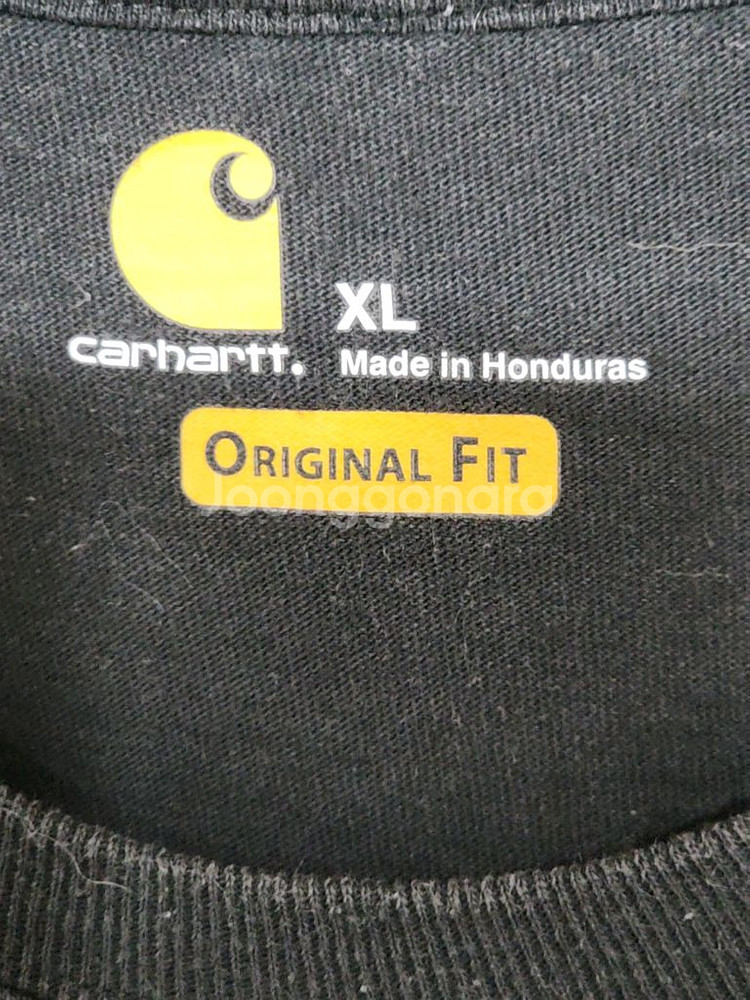 XL
carhartt.
Made in Honduras
ORIGINAL FIT
Joonggonara